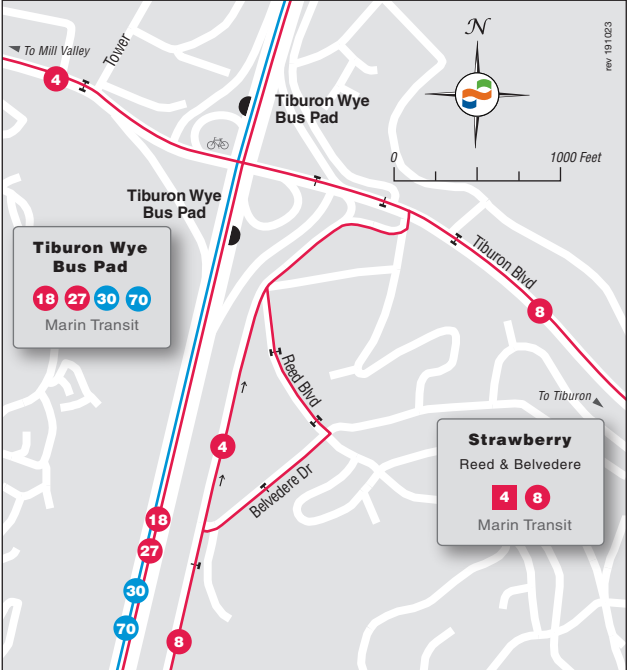 To Mill Valley
Tower
4
N
rev 191023
Tiburon Wye
Bus Pad
0 1000 Feet
Tiburon Wye
Bus Pad
Tiburon Wye
Bus Pad
18 27 30 70
Marin Transit
Tiburon Blvd
8
Reed Blvd
To Tiburon
4
Belvedere Dr
Strawberry
Reed & Belvedere
4 8
Marin Transit
18
27
30
70
8